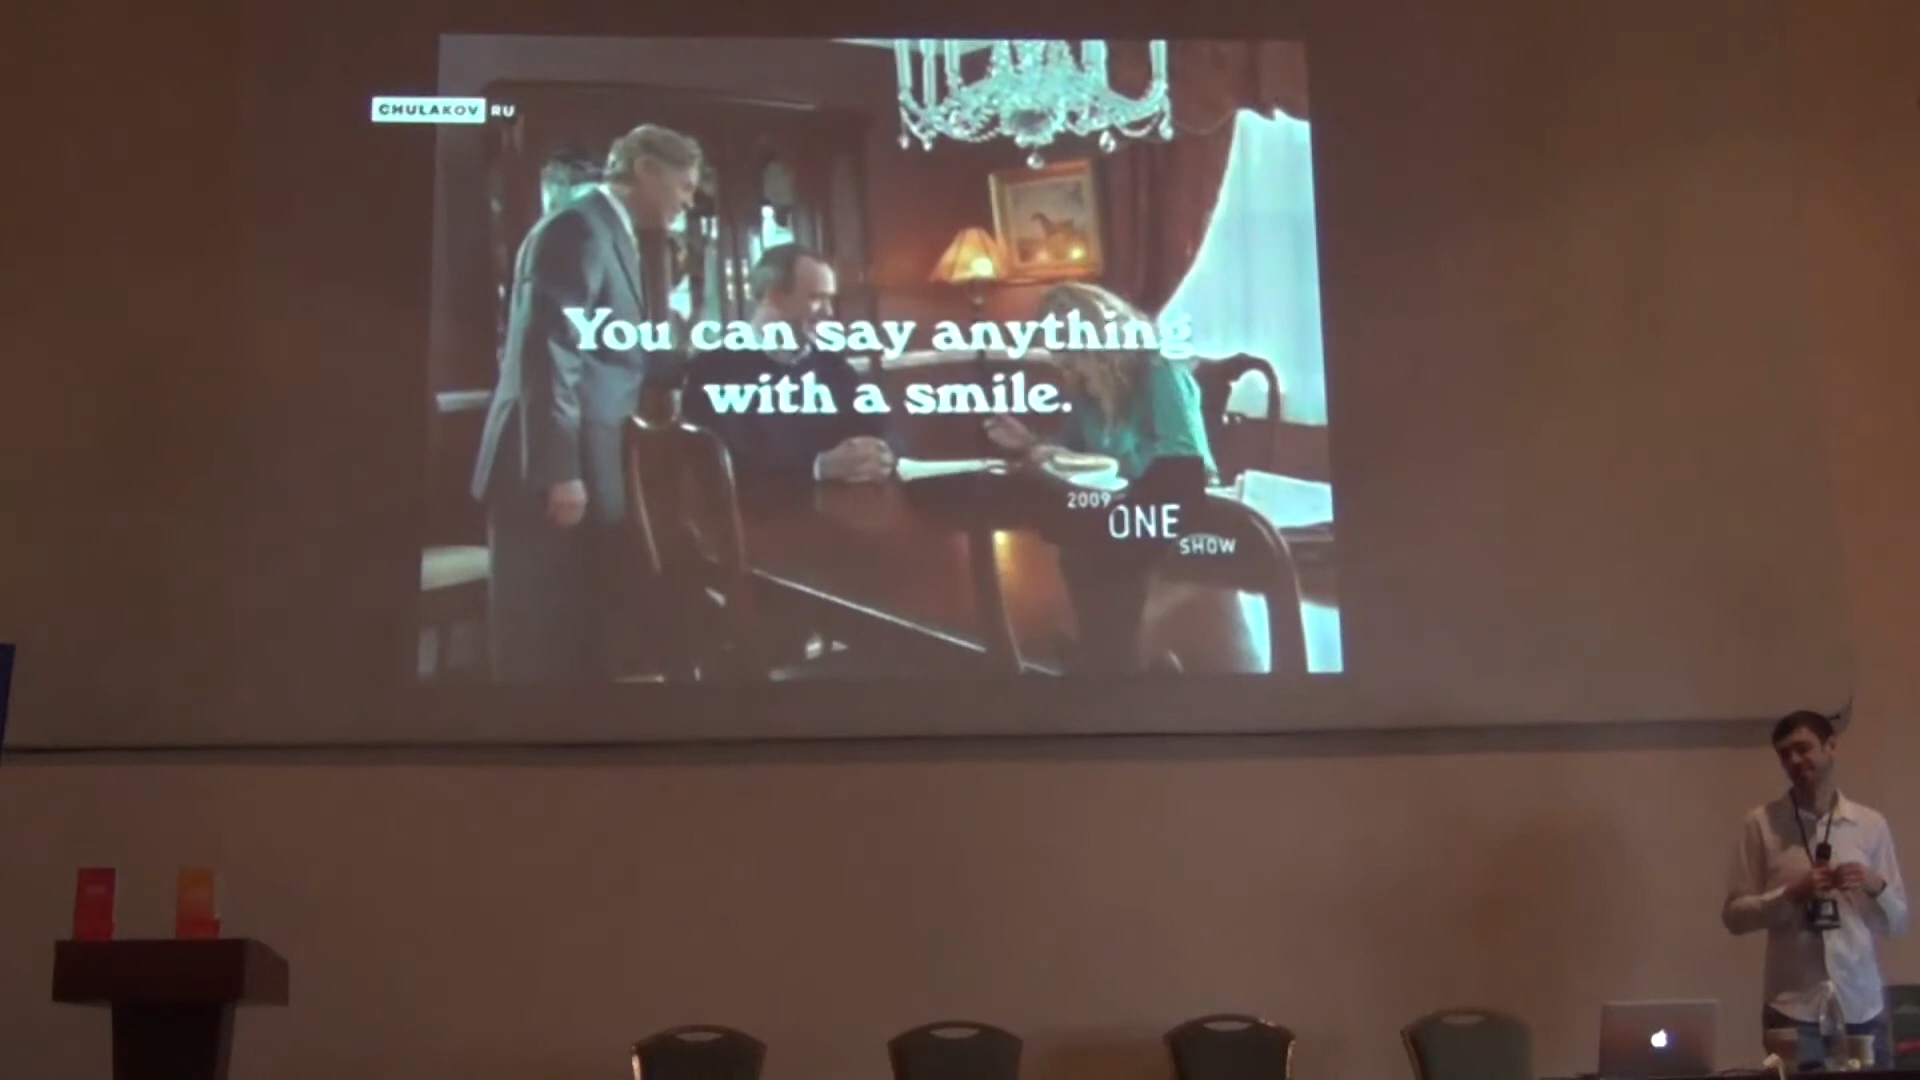 CHULAKOV RU
You can say anything
with a smile.
2009
ONE
SHOW